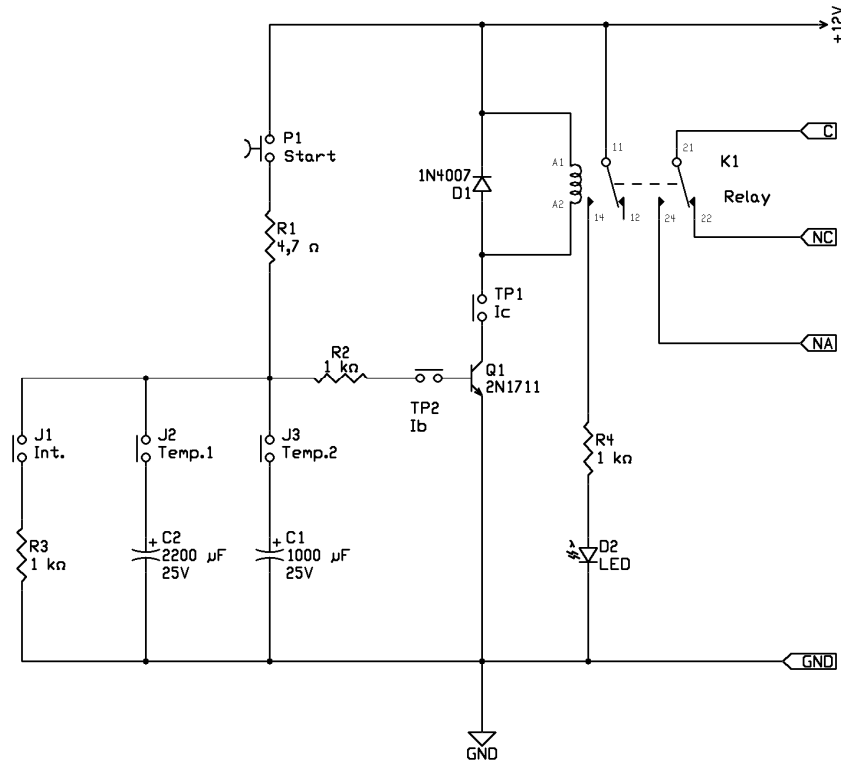 +12V
P1
Start
11
21
C
K1
1N4007
D1
A1
A2
Relay
14
12
24
22
R1
4,7 Ω
NC
TP1
Ic
NA
R2
1 kΩ
Q1
2N1711
TP2
Ib
J1
Int.
J2
Temp.1
J3
Temp.2
R4
1 kΩ
R3
1 kΩ
+ C2
2200 µF
25V
+ C1
1000 µF
25V
λ
D2
LED
GND
GND